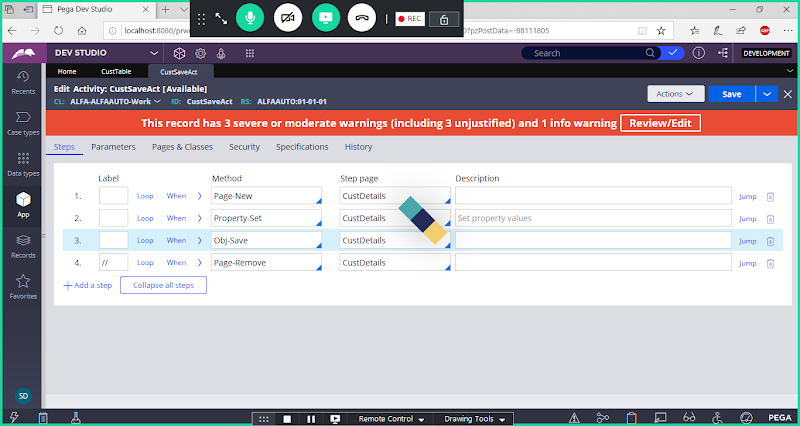 Pega Dev Studio
REC
localhost:8080/prw
0?pzPostData=-88111805
DEV STUDIO
Search
DEVELOPMENT
Home
CustTable
CustSaveAct
Edit Activity: CustSaveAct [Available]
CL: ALFA-ALFAAUTO-Work
ID: CustSaveAct
RS: ALFAAUTO:01-01-01
Actions
Save
This record has 3 severe or moderate warnings (including 3 unjustified) and 1 info warning
Review/Edit
Recents
Case types
Data types
App
Records
Favorites
SD
Steps Parameters Pages & Classes Security Specifications History
Label Method Step page Description
1. Loop When Page-New CustDetails Jump
2. Loop When Property-Set CustDetails Set property values Jump
3. Loop When Obj-Save CustDetails Jump
4. // Loop When Page-Remove CustDetails Jump
+ Add a step
Collapse all steps
Remote Control
Drawing Tools
PEGA